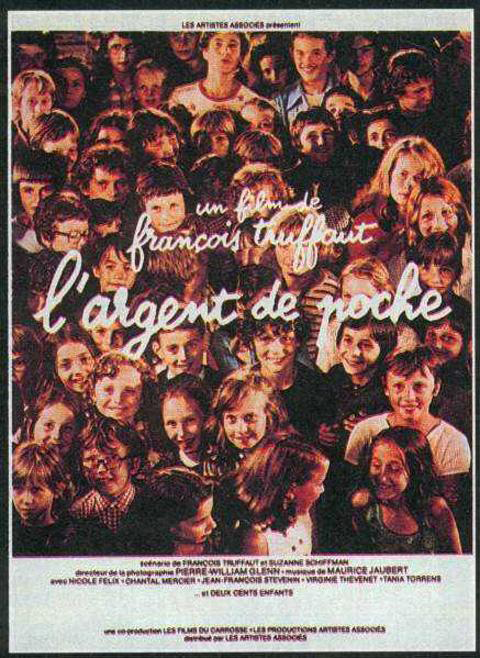 LES ARTISTES ASSOCIÉS présentent
un film de
françois truffaut
l'argent de poche
scénario de FRANÇOIS TRUFFAUT et SUZANNE SCHIFFMAN
directeur de la photographie PIERRE-WILLIAM GLENN • musique de MAURICE JAUBERT
avec NICOLE FELIX • CHANTAL MERCIER • JEAN-FRANÇOIS STEVENIN • VIRGINIE THEVENET • TANIA TORRENS
... et DEUX CENTS ENFANTS
une co-production LES FILMS DU CARROSSE • LES PRODUCTIONS ARTISTES ASSOCIÉS
distribué par LES ARTISTES ASSOCIÉS